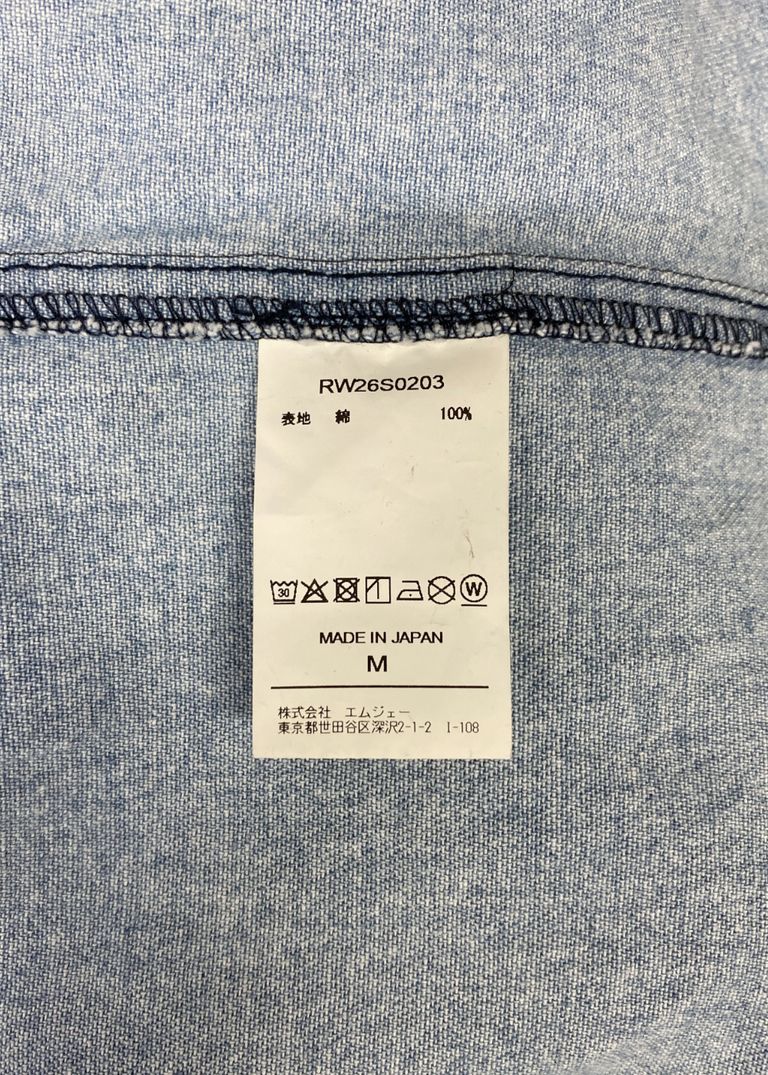 RW26S0203
表地 綿 100%
30
W
MADE IN JAPAN
M
株式会社 エムジェー
東京都世田谷区深沢2-1-2 I-108